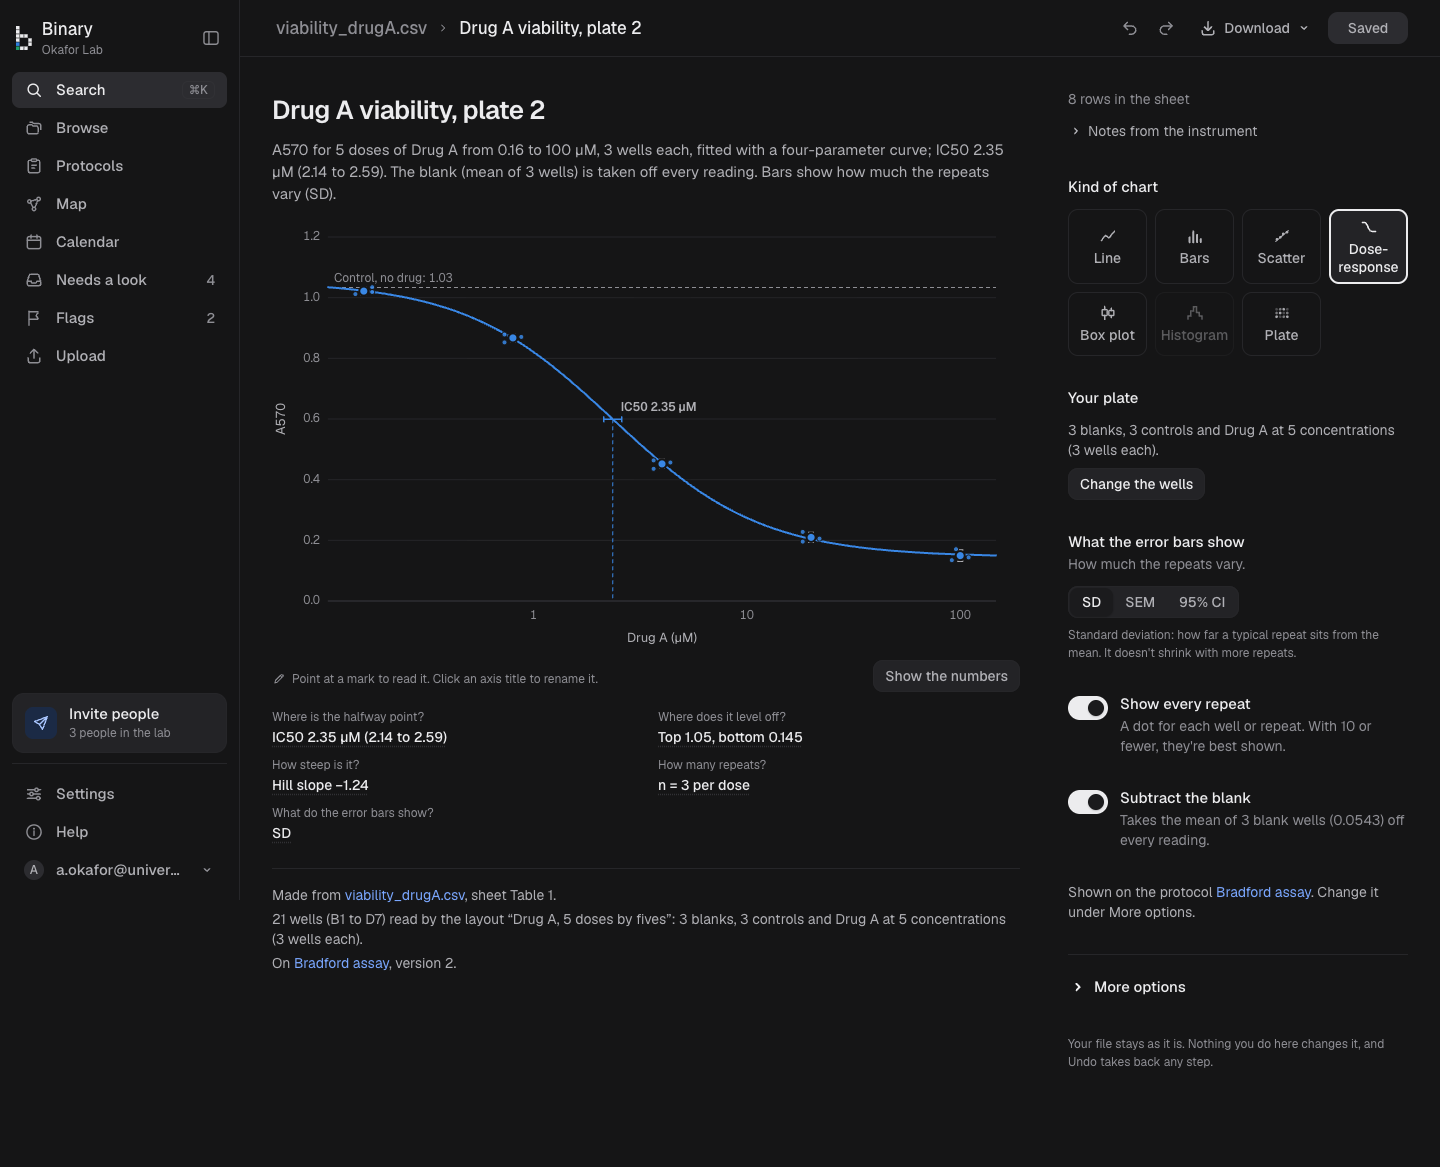 Binary
Okafor Lab
Search
⌘K
Browse
Protocols
Map
Calendar
Needs a look
4
Flags
2
Upload
Invite people
3 people in the lab
Settings
Help
A
a.okafor@univer...
viability_drugA.csv
Drug A viability, plate 2
Download
Saved
Drug A viability, plate 2
A570 for 5 doses of Drug A from 0.16 to 100 µM, 3 wells each, fitted with a four-parameter curve; IC50 2.35
µM (2.14 to 2.59). The blank (mean of 3 wells) is taken off every reading. Bars show how much the repeats
vary (SD).
1.2
Control, no drug: 1.03
1.0
0.8
0.6
IC50 2.35 µM
A570
0.4
0.2
0.0
1
10
100
Drug A (µM)
Point at a mark to read it. Click an axis title to rename it.
Show the numbers
Where is the halfway point?
IC50 2.35 µM (2.14 to 2.59)
Where does it level off?
Top 1.05, bottom 0.145
How steep is it?
Hill slope −1.24
How many repeats?
n = 3 per dose
What do the error bars show?
SD
Made from viability_drugA.csv, sheet Table 1.
21 wells (B1 to D7) read by the layout “Drug A, 5 doses by fives”: 3 blanks, 3 controls and Drug A at 5 concentrations
(3 wells each).
On Bradford assay, version 2.
8 rows in the sheet
Notes from the instrument
Kind of chart
Line
Bars
Scatter
Dose-
response
Box plot
Histogram
Plate
Your plate
3 blanks, 3 controls and Drug A at 5 concentrations
(3 wells each).
Change the wells
What the error bars show
How much the repeats vary.
SD
SEM
95% CI
Standard deviation: how far a typical repeat sits from the
mean. It doesn't shrink with more repeats.
Show every repeat
A dot for each well or repeat. With 10 or
fewer, they're best shown.
Subtract the blank
Takes the mean of 3 blank wells (0.0543) off
every reading.
Shown on the protocol Bradford assay. Change it
under More options.
More options
Your file stays as it is. Nothing you do here changes it, and
Undo takes back any step.